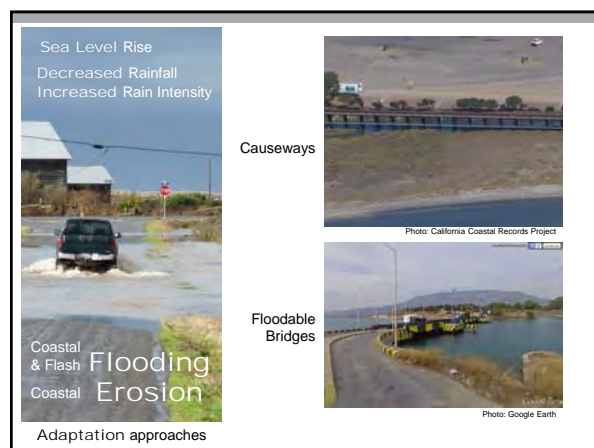 Sea Level Rise
Decreased Rainfall
Increased Rain Intensity
Coastal
& Flash Flooding
Coastal Erosion
Adaptation approaches
Causeways
Photo: California Coastal Records Project
Floodable
Bridges
Photo: Google Earth